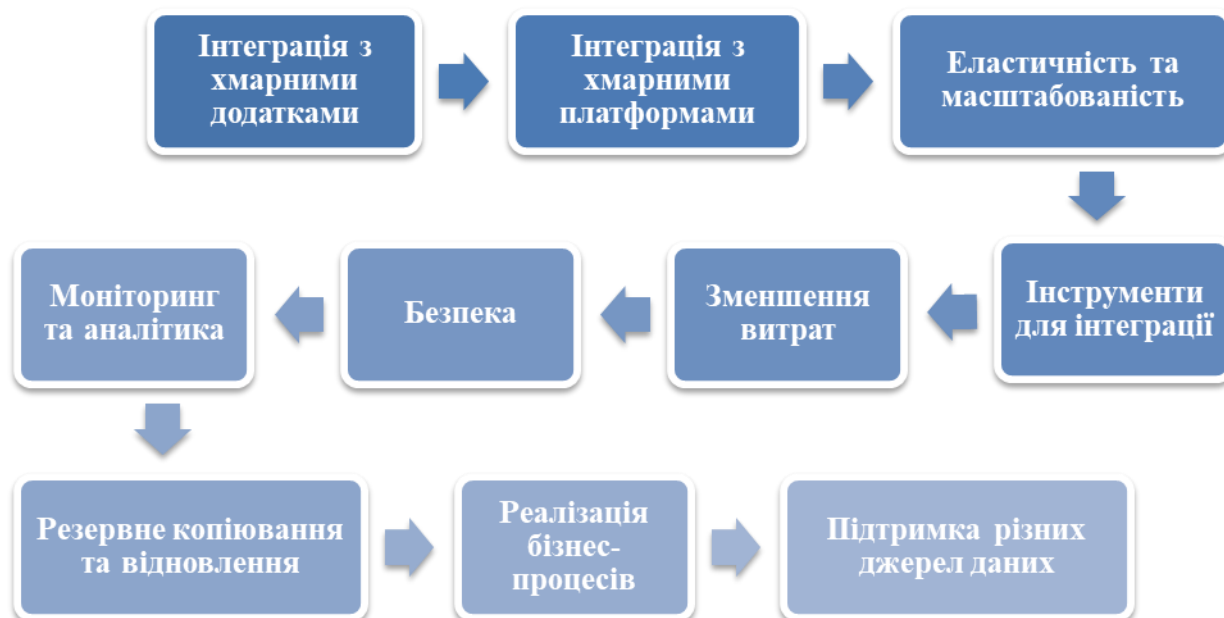 Інтеграція з
хмарними
додатками
Інтеграція з
хмарними
платформами
Еластичність та
масштабованість
Інструменти
для інтеграції
Зменшення
витрат
Безпека
Моніторинг
та аналітика
Резервне копіювання
та відновлення
Реалізація
бізнес-
процесів
Підтримка різних
джерел даних